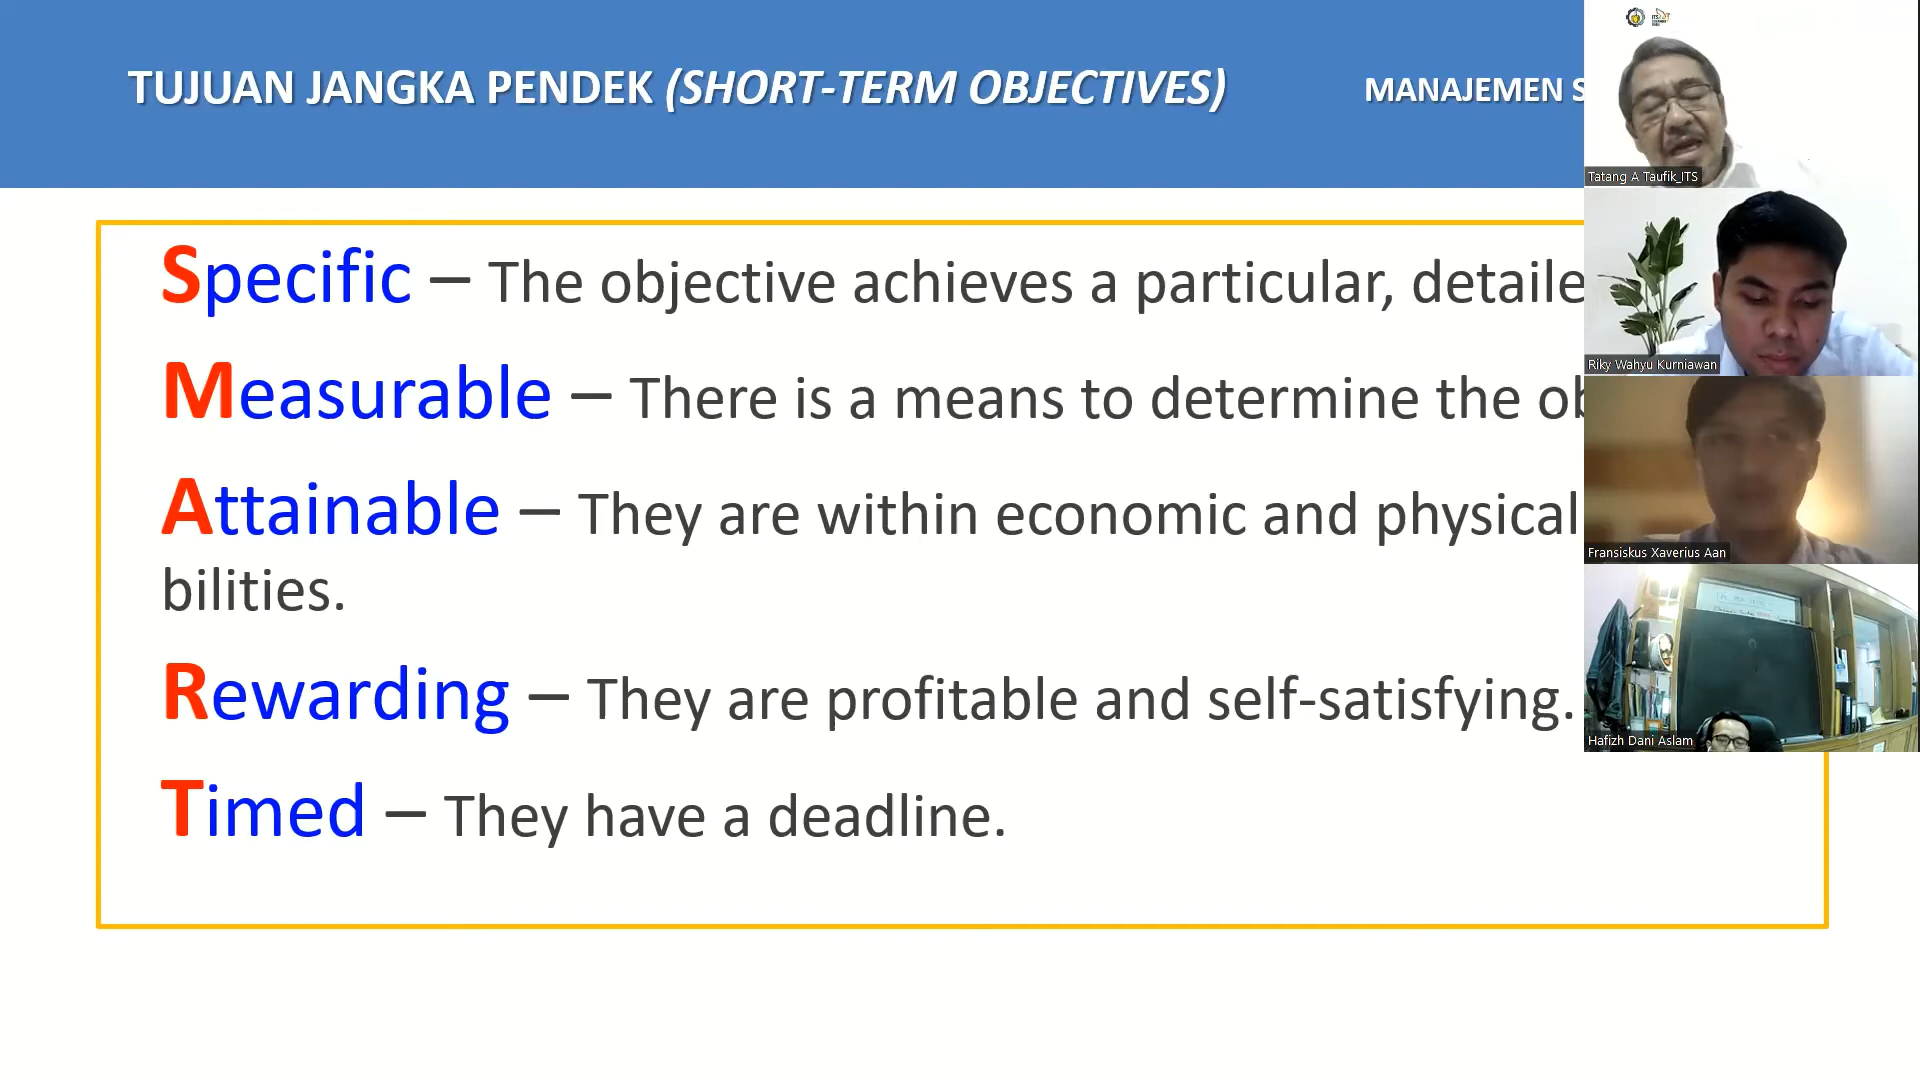 TUJUAN JANGKA PENDEK (SHORT-TERM OBJECTIVES)
MANAJEMEN S
Specific – The objective achieves a particular, detaile
Measurable – There is a means to determine the ob
Attainable – They are within economic and physical
bilities.
Rewarding – They are profitable and self-satisfying.
Timed – They have a deadline.
Tatang A Taufik_ITS
Riky Wahyu Kurniawan
Fransiskus Xaverius Aan
Hafizh Dani Aslam